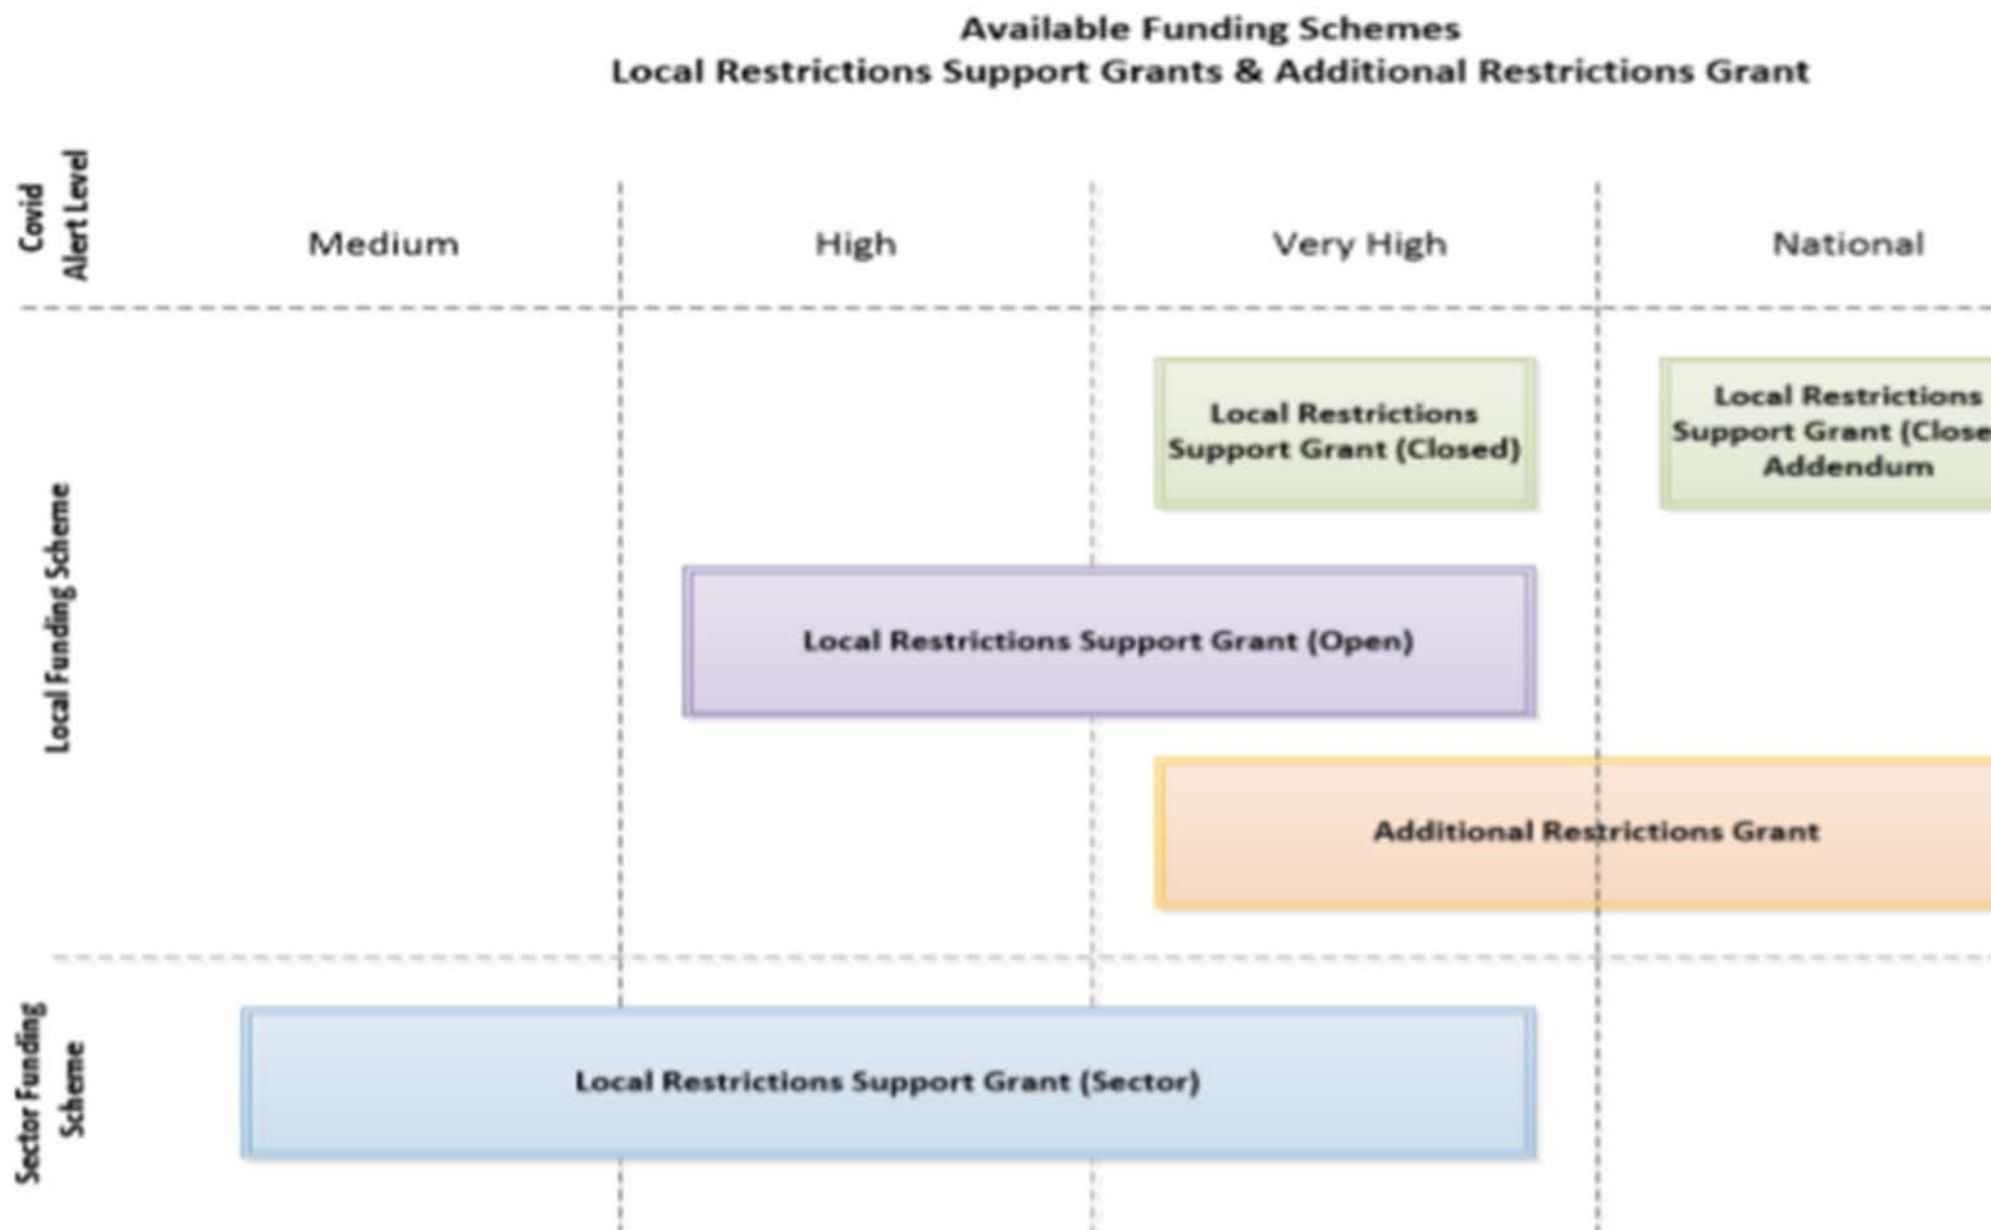 Available Funding Schemes
Local Restrictions Support Grants & Additional Restrictions Grant
Covid
Alert Level
Medium
High
Very High
National
Local Funding Scheme
Local Restrictions
Support Grant (Closed)
Local Restrictions
Support Grant (Close
Addendum
Local Restrictions Support Grant (Open)
Additional Restrictions Grant
Sector Funding
Scheme
Local Restrictions Support Grant (Sector)